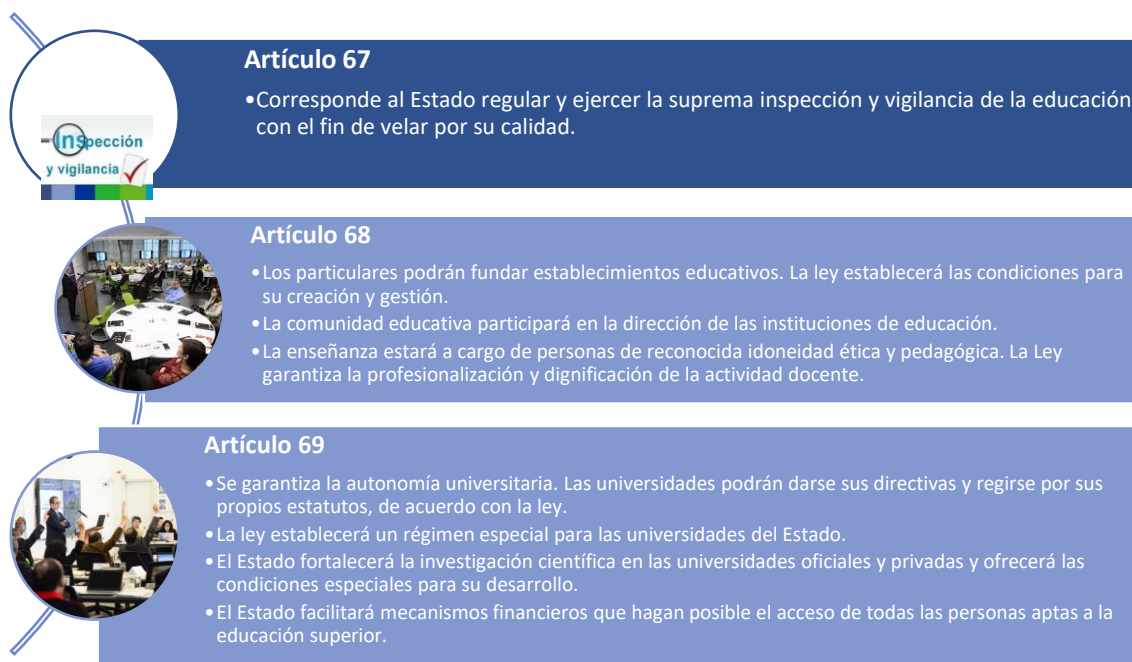 Artículo 67
•Corresponde al Estado regular y ejercer la suprema inspección y vigilancia de la educación
con el fin de velar por su calidad.
Inspección
y vigilancia
Artículo 68
•Los particulares podrán fundar establecimientos educativos. La ley establecerá las condiciones para
su creación y gestión.
•La comunidad educativa participará en la dirección de las instituciones de educación.
•La enseñanza estará a cargo de personas de reconocida idoneidad ética y pedagógica. La Ley
garantiza la profesionalización y dignificación de la actividad docente.
Artículo 69
•Se garantiza la autonomía universitaria. Las universidades podrán darse sus directivas y regirse por sus
propios estatutos, de acuerdo con la ley.
•La ley establecerá un régimen especial para las universidades del Estado.
•El Estado fortalecerá la investigación científica en las universidades oficiales y privadas y ofrecerá las
condiciones especiales para su desarrollo.
•El Estado facilitará mecanismos financieros que hagan posible el acceso de todas las personas aptas a la
educación superior.